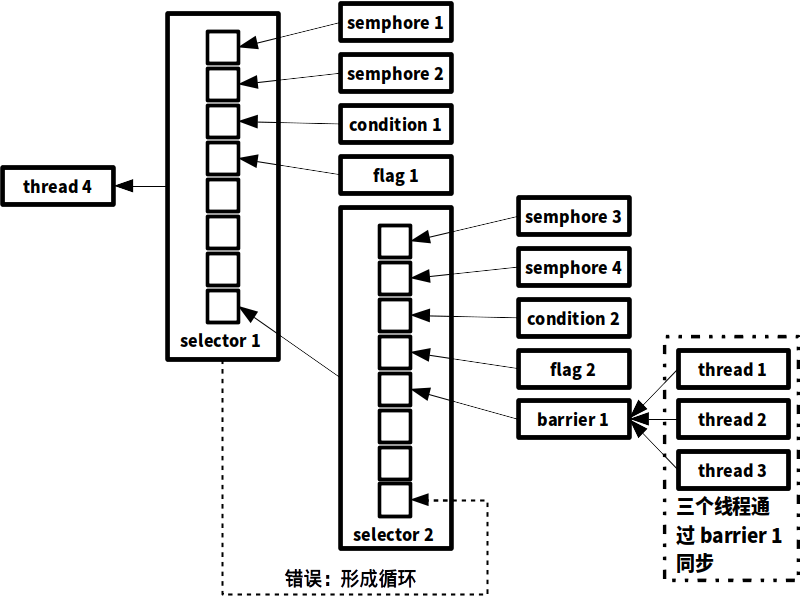 semphore 1
semphore 2
condition 1
flag 1
thread 4
selector 1
semphore 3
semphore 4
condition 2
flag 2
barrier 1
selector 2
thread 1
thread 2
thread 3
三个线程通
过 barrier 1
同步
错误：形成循环